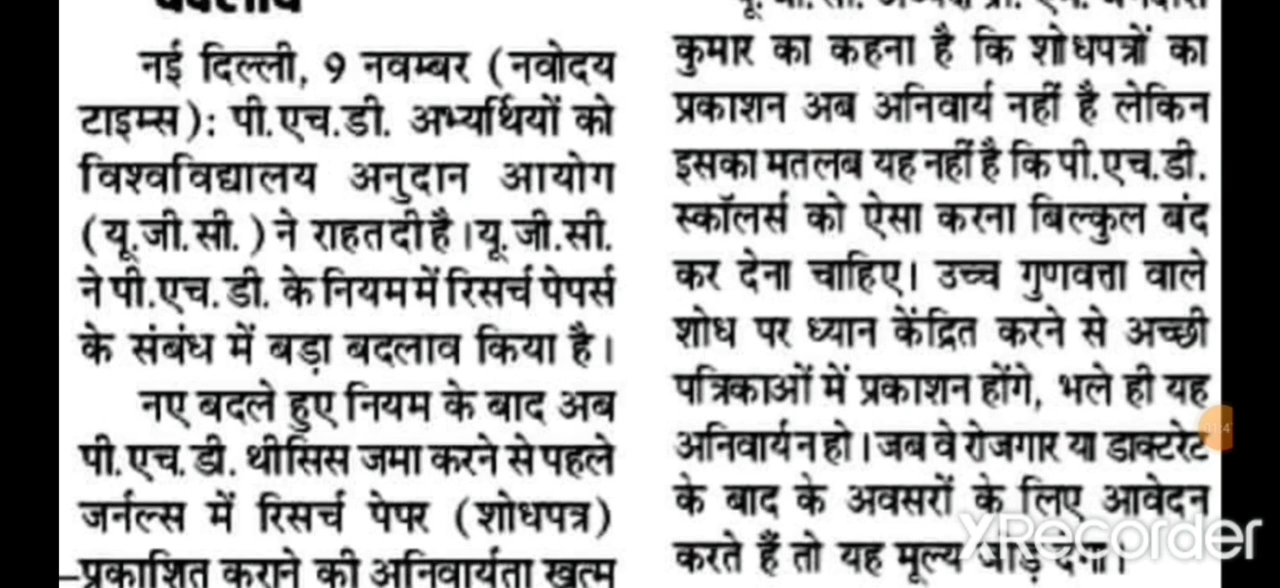 बदलाव
नई दिल्ली, 9 नवम्बर (नवोदय
टाइम्स): पी.एच.डी. अभ्यर्थियों को
विश्वविद्यालय अनुदान आयोग
(यू.जी.सी.) ने राहत दी है। यू.जी.सी.
ने पी.एच.डी. के नियम में रिसर्च पेपर्स
के संबंध में बड़ा बदलाव किया है।
नए बदले हुए नियम के बाद अब
पी.एच.डी. थीसिस जमा करने से पहले
जर्नल्स में रिसर्च पेपर (शोधपत्र)
प्रकाशित कराने की अनिवार्यता खत्म
कुमार का कहना है कि शोधपत्रों का
प्रकाशन अब अनिवार्य नहीं है लेकिन
इसका मतलब यह नहीं है कि पी.एच.डी.
स्कॉलर्स को ऐसा करना बिल्कुल बंद
कर देना चाहिए। उच्च गुणवत्ता वाले
शोध पर ध्यान केंद्रित करने से अच्छी
पत्रिकाओं में प्रकाशन होंगे, भले ही यह
अनिवार्य न हो। जब वे रोजगार या डाक्टरेट
के बाद के अवसरों के लिए आवेदन
करते हैं तो यह मूल्य जोड़ देगा।
XRecorder